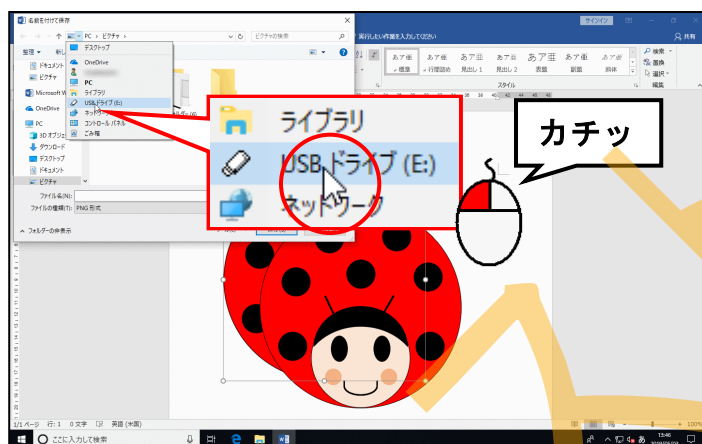 名前を付けて保存
サインイン
PC › ピクチャ ›
ピクチャの検索
実行したい作業を入力してください
共有
整理
新し
デスクトップ
OneDrive
PC
ライブラリ
USB ドライブ (E:)
ネットワーク
コントロール パネル
ごみ箱
ドキュメント
ピクチャ
Microsoft W
OneDrive
PC
3D オブジェ
ダウンロード
デスクトップ
ドキュメント
ピクチャ
ファイル名(N):
ファイルの種類(T): PNG 形式
フォルダーの非表示
あア亜 あア亜 あア亜 あア亜 あア亜 あア亜 あア亜
標準 行間詰め 見出し 1 見出し 2 表題 副題 斜体
スタイル
検索
置換
選択
編集
ライブラリ
USB ドライブ (E:)
ネットワーク
カチッ
1/1 ページ 行: 1 0 文字 英語 (米国)
100%
ここに入力して検索
あ
13:46